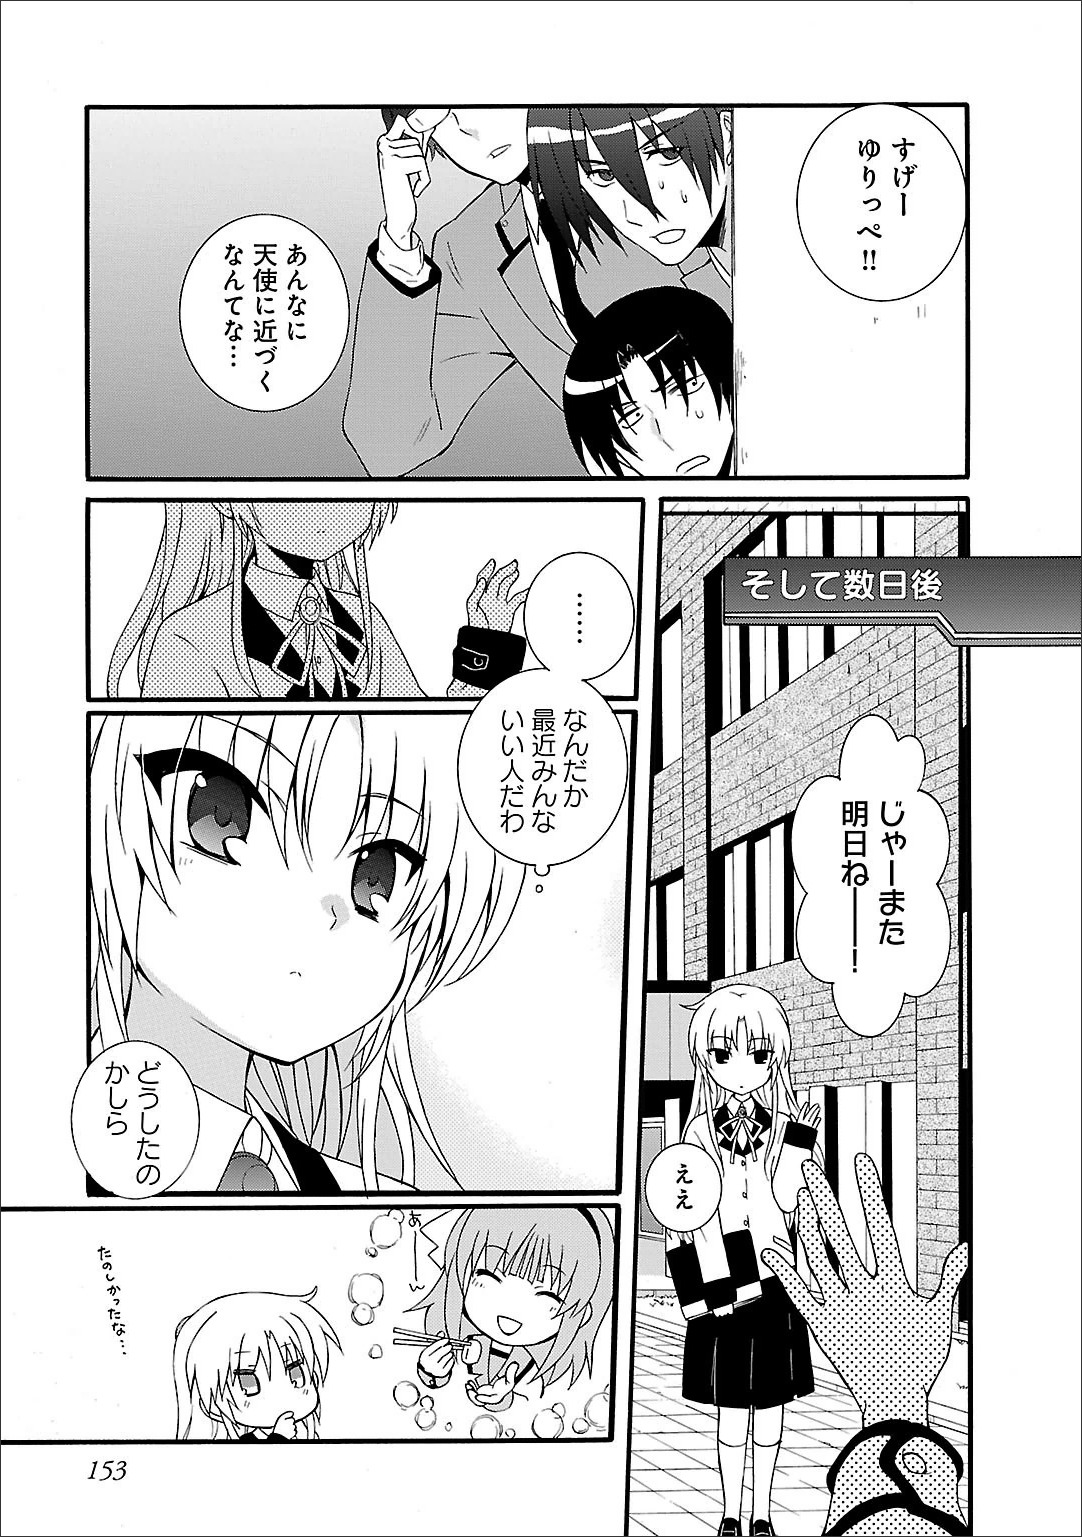 すげー
ゆりっぺ!!
あんなに
天使に近づく
なんてな…
そして数日後
じゃーまた
明日ねー！
ええ
……
なんだか
最近みんな
いい人だわ
。
どうしたの
かしら
あーん
たのしかったな…
153